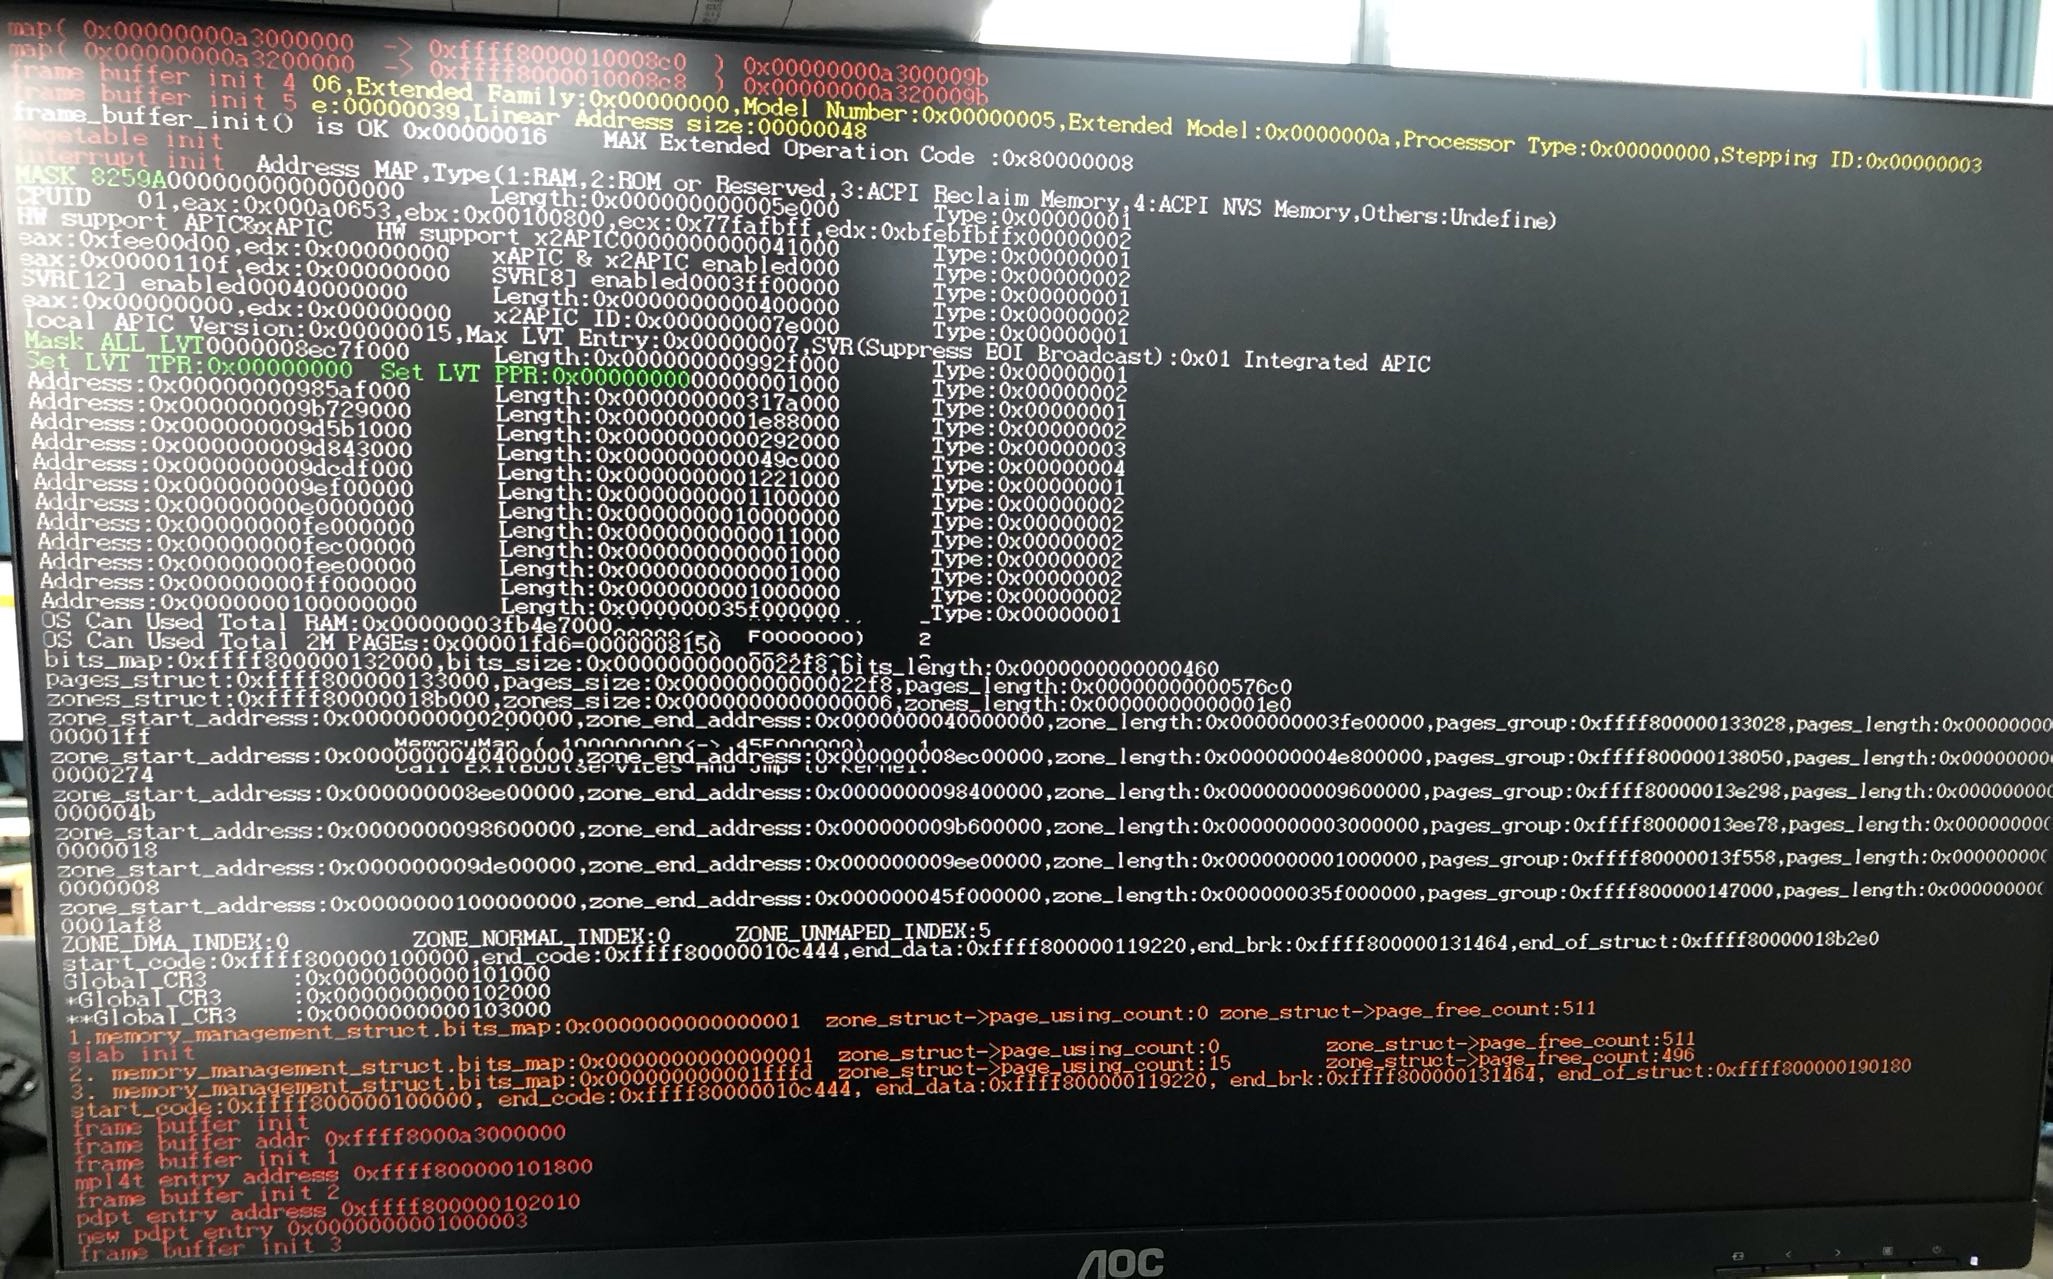 map( 0x00000000a3000000 -> 0xffff8000010008c0 ) 0x00000000a300009b
map( 0x00000000a3200000 -> 0xffff8000010008c8 ) 0x00000000a320009b
frame buffer init 4 06,Extended Family:0x00000000,Model Number:0x00000005,Extended Model:0x0000000a,Processor Type:0x00000000,Stepping ID:0x00000003
frame buffer init 5 e:00000039,Linear Address size:00000048
frame_buffer_init() is OK 0x00000016 MAX Extended Operation Code :0x80000008
pagetable init
interrupt init Address MAP,Type(1:RAM,2:ROM or Reserved,3:ACPI Reclaim Memory,4:ACPI NVS Memory,Others:Undefine)
MASK 8259A0000000000000000 Length:0x000000000005e000 Type:0x00000001
CPUID 01,eax:0x000a0653,ebx:0x00100800,ecx:0x77fafbff,edx:0xbfebfbffx00000002
HW support APIC&xAPIC HW support x2APIC0000000000041000 Type:0x00000001
eax:0xfee00d00,edx:0x00000000 xAPIC & x2APIC enabled000 Type:0x00000002
eax:0x0000110f,edx:0x00000000 SVR[8] enabled0003ff00000 Type:0x00000001
SVR[12] enabled00040000000 Length:0x0000000000400000 Type:0x00000002
eax:0x00000000,edx:0x00000000 x2APIC ID:0x000000007e000 Type:0x00000001
local APIC Version:0x00000015,Max LVT Entry:0x00000007,SVR(Suppress EOI Broadcast):0x01 Integrated APIC
Mask ALL LVT0000008ec7f000 Length:0x000000000992f000 Type:0x00000001
Set LVT TPR:0x00000000 Set LVT PPR:0x00000000000000001000 Type:0x00000002
Address:0x00000000985af000 Length:0x000000000317a000 Type:0x00000001
Address:0x000000009b729000 Length:0x0000000001e88000 Type:0x00000002
Address:0x000000009d5b1000 Length:0x0000000000292000 Type:0x00000003
Address:0x000000009d843000 Length:0x000000000049c000 Type:0x00000004
Address:0x000000009dcdf000 Length:0x0000000001221000 Type:0x00000001
Address:0x000000009ef00000 Length:0x0000000001100000 Type:0x00000002
Address:0x00000000e0000000 Length:0x0000000010000000 Type:0x00000002
Address:0x00000000fe000000 Length:0x0000000000011000 Type:0x00000002
Address:0x00000000fec00000 Length:0x0000000000001000 Type:0x00000002
Address:0x00000000fee00000 Length:0x0000000000001000 Type:0x00000002
Address:0x00000000ff000000 Length:0x0000000001000000 Type:0x00000002
Address:0x0000000100000000 Length:0x000000035f000000 Type:0x00000001
OS Can Used Total RAM:0x00000003fb4e7000 F0000000) 2
OS Can Used Total 2M PAGEs:0x00001fd6=0000008150
bits_map:0xffff800000132000,bits_size:0x00000000000022f8,bits_length:0x0000000000000460
pages_struct:0xffff800000133000,pages_size:0x00000000000022f8,pages_length:0x00000000000576c0
zones_struct:0xffff80000018b000,zones_size:0x0000000000000006,zones_length:0x00000000000001e0
zone_start_address:0x0000000000200000,zone_end_address:0x0000000040000000,zone_length:0x000000003fe00000,pages_group:0xffff800000133028,pages_length:0x00000000
00001ff MemoryMap ( 100000000<-> 45F000000) 1
zone_start_address:0x0000000040400000,zone_end_address:0x000000008ec00000,zone_length:0x000000004e800000,pages_group:0xffff800000138050,pages_length:0x00000000
0000274 Call ExitBootServices And Jmp to Kernel.
zone_start_address:0x000000008ee00000,zone_end_address:0x0000000098400000,zone_length:0x0000000009600000,pages_group:0xffff80000013e298,pages_length:0x00000000
000004b
zone_start_address:0x0000000098600000,zone_end_address:0x000000009b600000,zone_length:0x0000000003000000,pages_group:0xffff80000013ee78,pages_length:0x00000000
0000018
zone_start_address:0x000000009de00000,zone_end_address:0x000000009ee00000,zone_length:0x0000000001000000,pages_group:0xffff80000013f558,pages_length:0x00000000
0000008
zone_start_address:0x0000000100000000,zone_end_address:0x000000045f000000,zone_length:0x000000035f000000,pages_group:0xffff800000147000,pages_length:0x00000000
0001af8
ZONE_DMA_INDEX:0 ZONE_NORMAL_INDEX:0 ZONE_UNMAPED_INDEX:5
start_code:0xffff800000100000,end_code:0xffff80000010c444,end_data:0xffff800000119220,end_brk:0xffff800000131464,end_of_struct:0xffff80000018b2e0
Global_CR3 :0x0000000000101000
*Global_CR3 :0x0000000000102000
**Global_CR3 :0x0000000000103000
1.memory_management_struct.bits_map:0x0000000000000001 zone_struct->page_using_count:0 zone_struct->page_free_count:511
slab init
2. memory_management_struct.bits_map:0x0000000000000001 zone_struct->page_using_count:0 zone_struct->page_free_count:511
3. memory_management_struct.bits_map:0x000000000001fffd zone_struct->page_using_count:15 zone_struct->page_free_count:496
start_code:0xffff800000100000, end_code:0xffff80000010c444, end_data:0xffff800000119220, end_brk:0xffff800000131464, end_of_struct:0xffff800000190180
frame buffer init
frame buffer addr 0xffff8000a3000000
frame buffer init 1
mpl4t entry address 0xffff800000101800
frame buffer init 2
pdpt entry address 0xffff800000102010
new pdpt entry 0x0000000001000003
frame buffer init 3
AOC